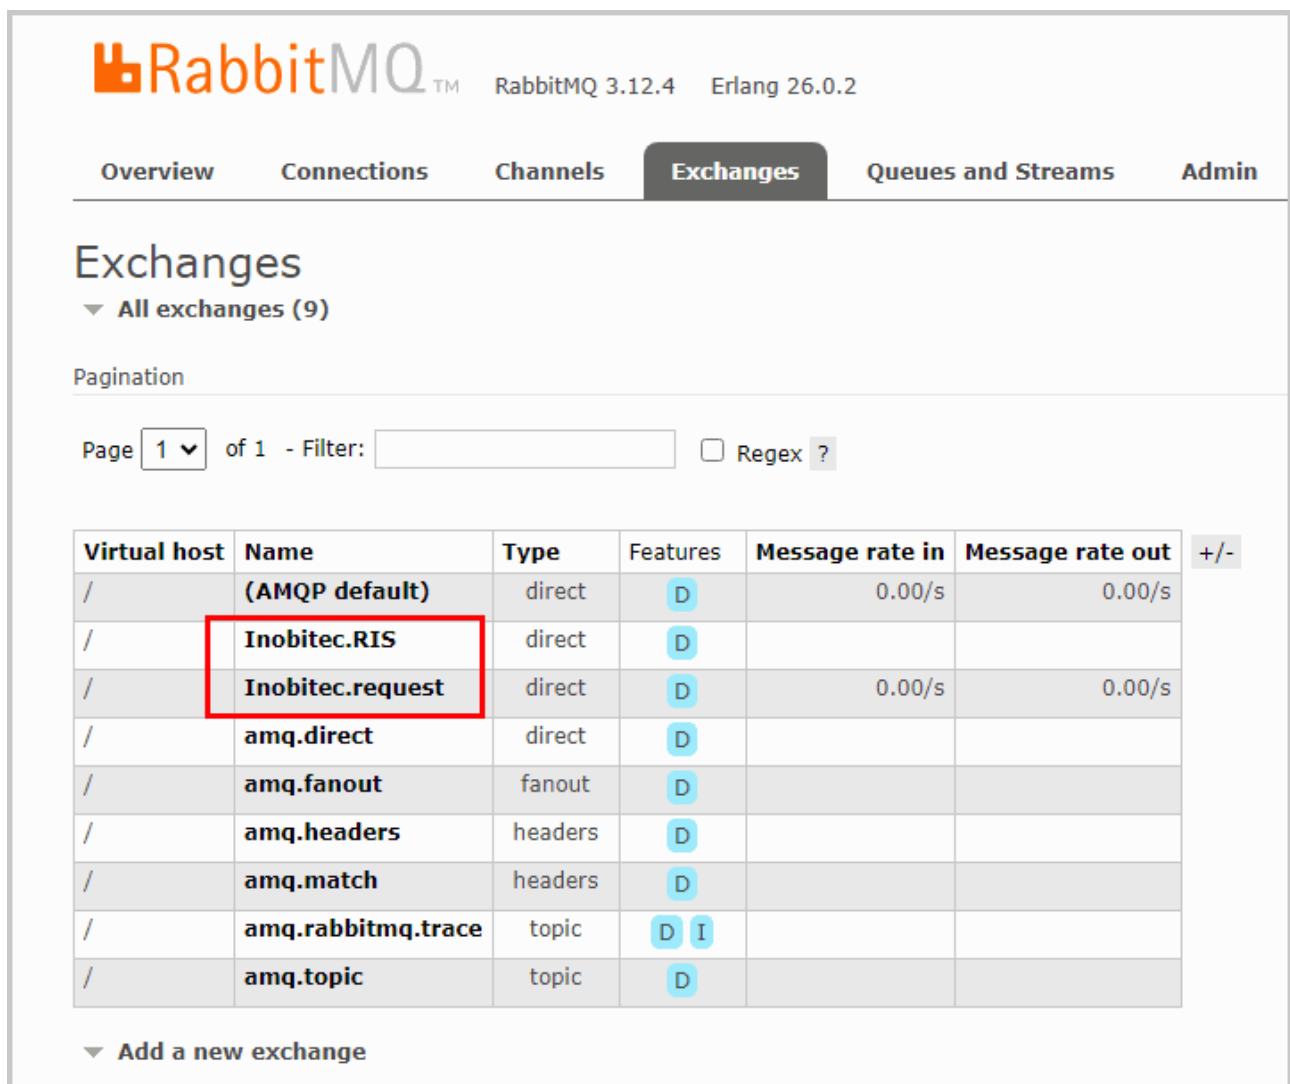 RabbitMQ TM RabbitMQ 3.12.4 Erlang 26.0.2
Overview Connections Channels Exchanges Queues and Streams Admin
Exchanges
All exchanges (9)
Pagination
Page 1 of 1 - Filter: Regex ?
Virtual host Name Type Features Message rate in Message rate out +/-
/ (AMQP default) direct D 0.00/s 0.00/s
/ Inobitec.RIS direct D
/ Inobitec.request direct D 0.00/s 0.00/s
/ amq.direct direct D
/ amq.fanout fanout D
/ amq.headers headers D
/ amq.match headers D
/ amq.rabbitmq.trace topic D I
/ amq.topic topic D
Add a new exchange